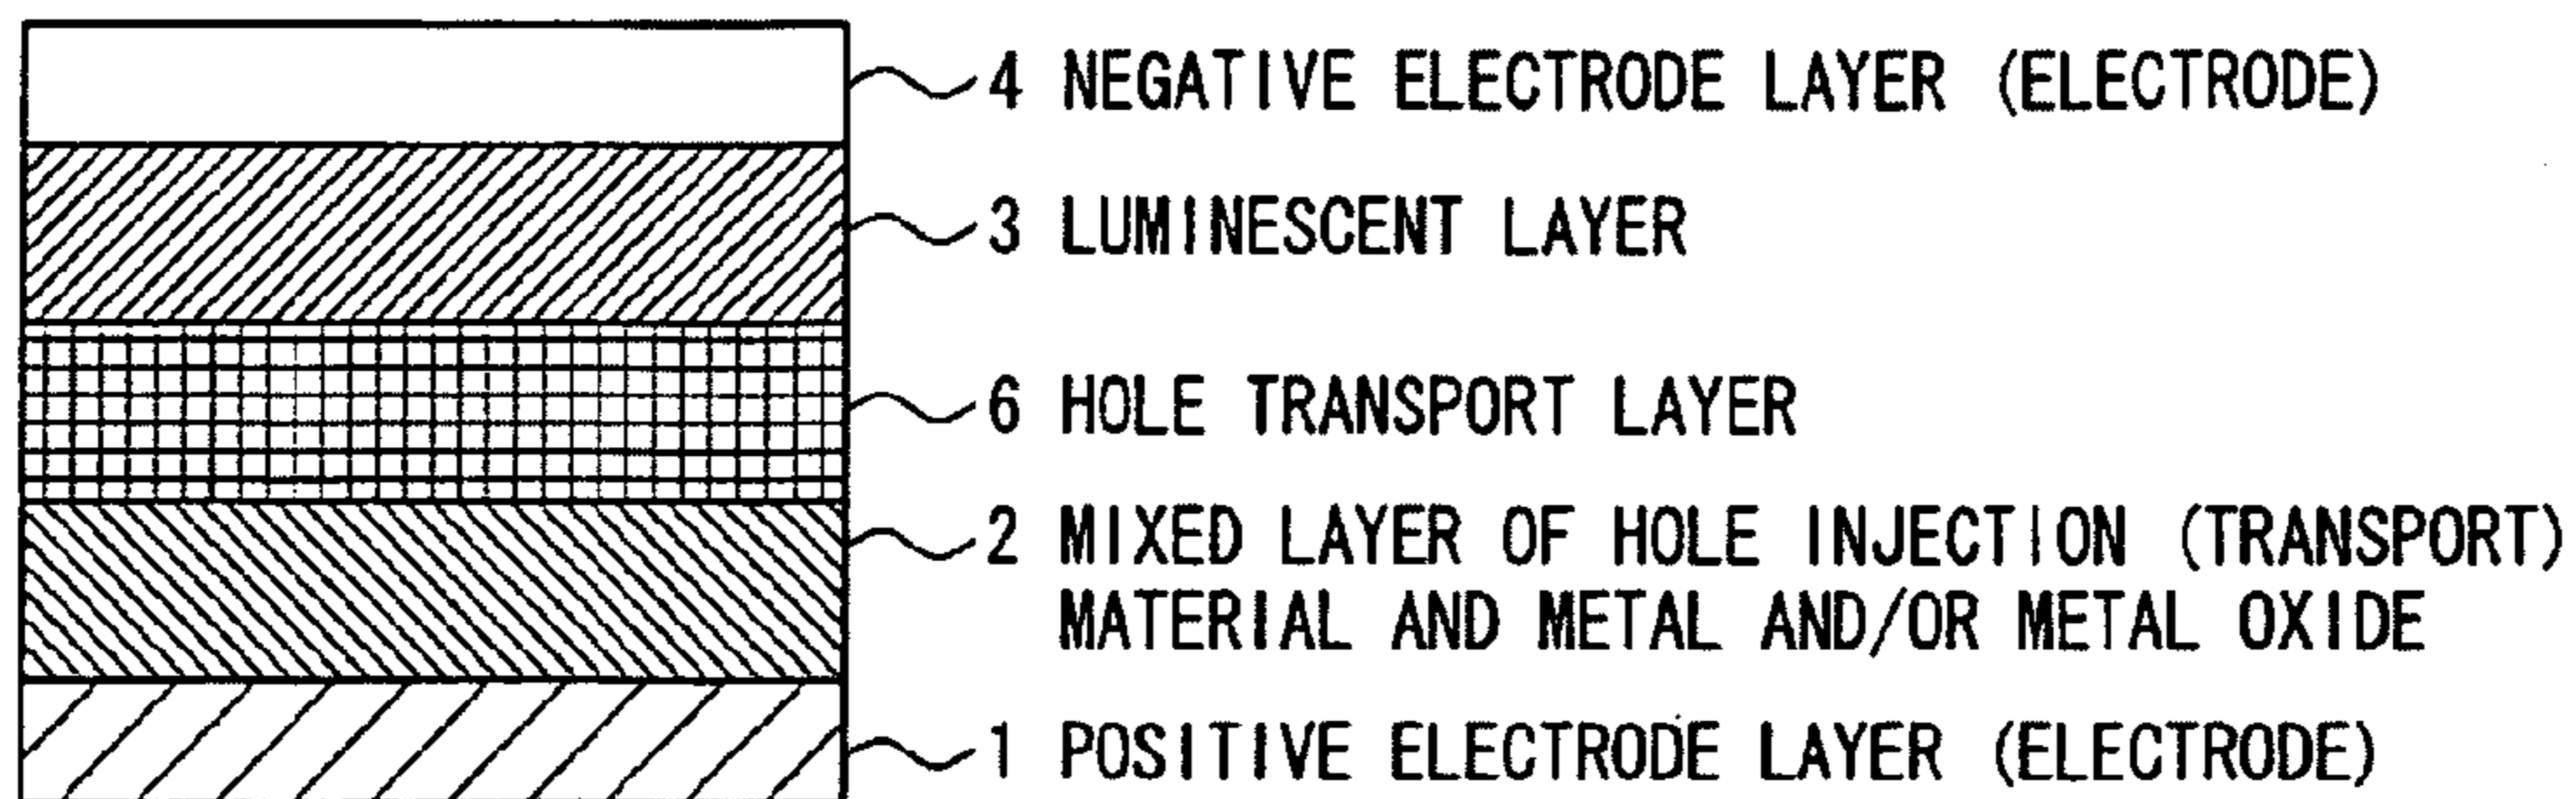 4 NEGATIVE ELECTRODE LAYER (ELECTRODE)
3 LUMINESCENT LAYER
6 HOLE TRANSPORT LAYER
2 MIXED LAYER OF HOLE INJECTION (TRANSPORT)
MATERIAL AND METAL AND/OR METAL OXIDE
1 POSITIVE ELECTRODE LAYER (ELECTRODE)